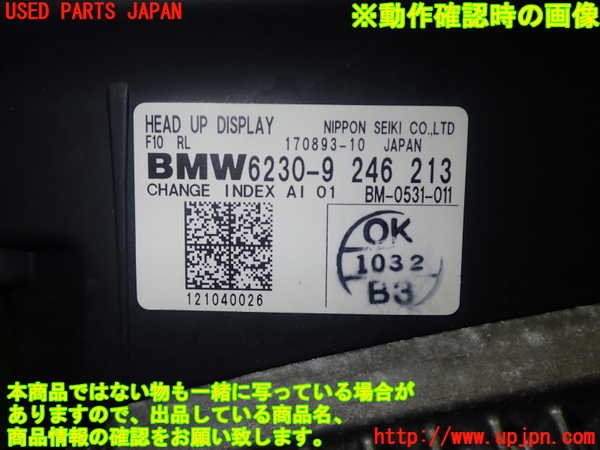 USED PARTS JAPAN
※動作確認時の画像
HEAD UP DISPLAY NIPPON SEIKI CO.,LTD
F10 RL 170893-10 JAPAN
BMW6230-9 246 213
CHANGE INDEX AI 01 BM-0531-011
OK
1032
B3
121040026
本商品ではない物も一緒に写っている場合が
ありますので、出品している商品名、
商品情報の確認をお願い致します。
http://www.upjpn.com/